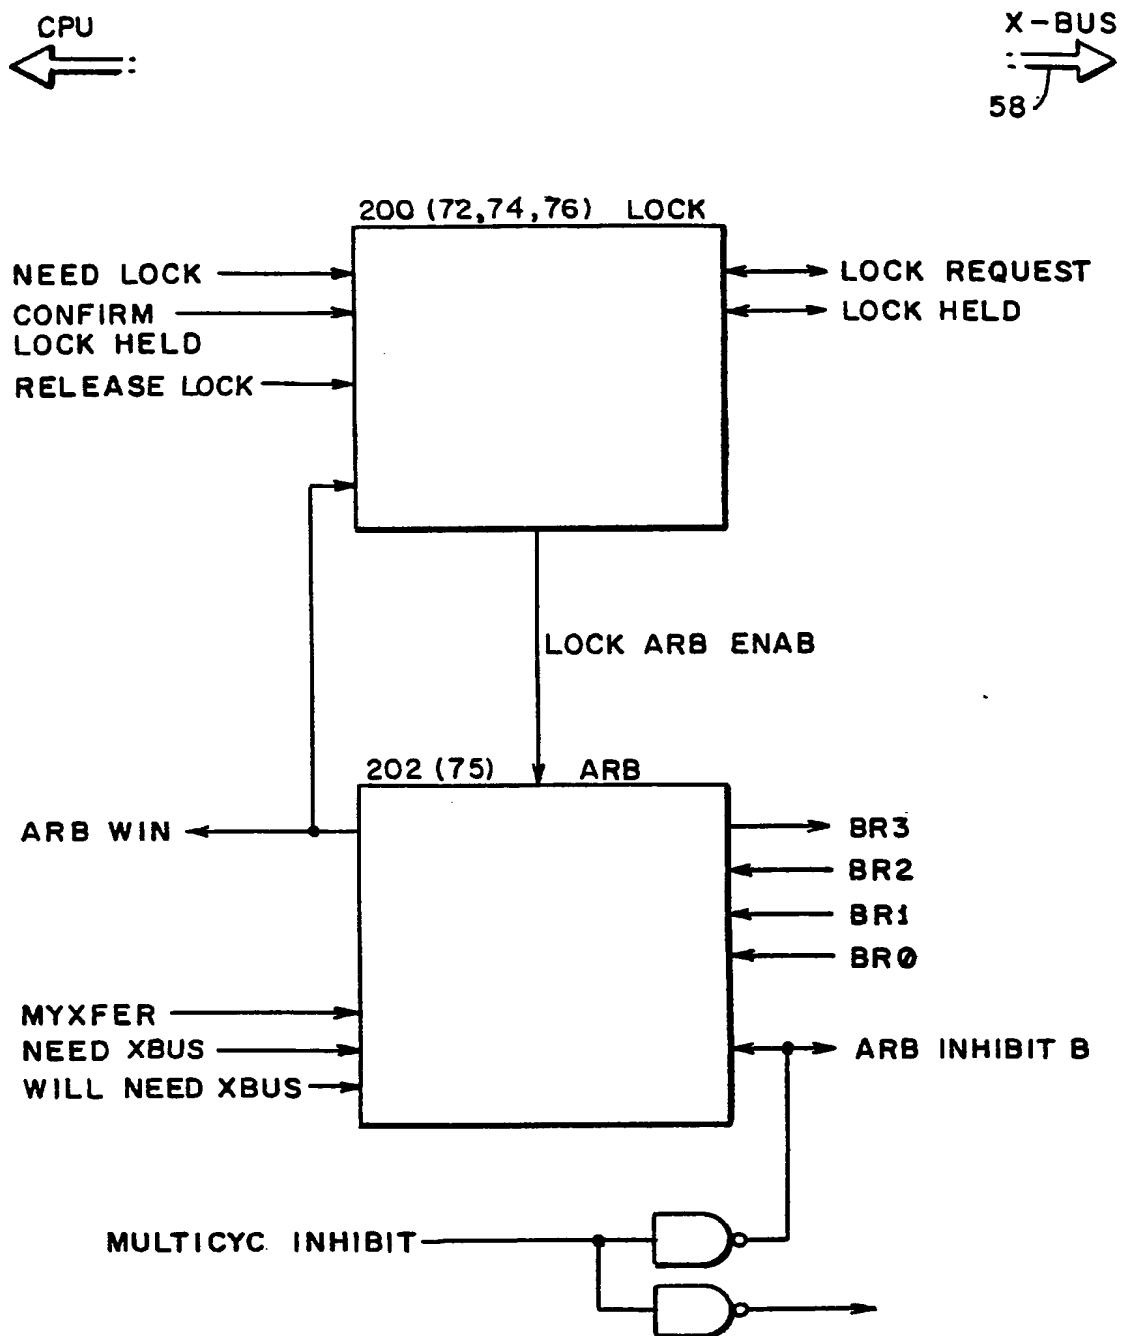 CPU
X-BUS
58
200 (72,74,76) LOCK
NEED LOCK
LOCK REQUEST
CONFIRM
LOCK HELD
LOCK HELD
RELEASE LOCK
LOCK ARB ENAB
202 (75) ARB
ARB WIN
BR3
BR2
BR1
BR0
MYXFER
NEED XBUS
ARB INHIBIT B
WILL NEED XBUS
MULTICYC INHIBIT